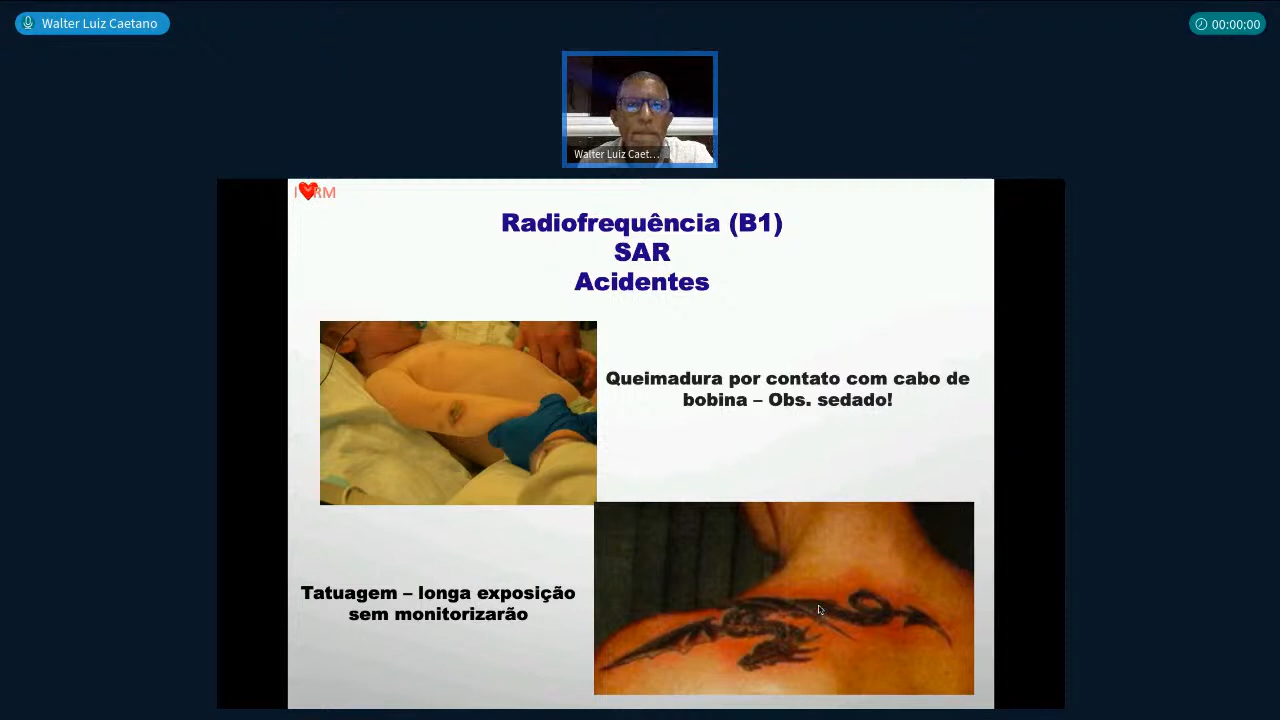 Walter Luiz Caetano
00:00:00
Walter Luiz Caet...
I ❤RM
Radiofrequência (B1)
SAR
Acidentes
Queimadura por contato com cabo de
bobina – Obs. sedado!
Tatuagem – longa exposição
sem monitorizarão